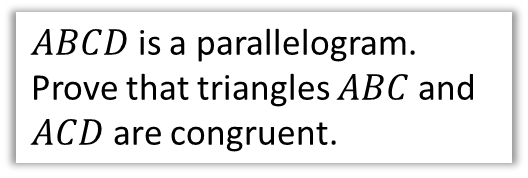 ABCD is a parallelogram.
Prove that triangles ABC and
ACD are congruent.